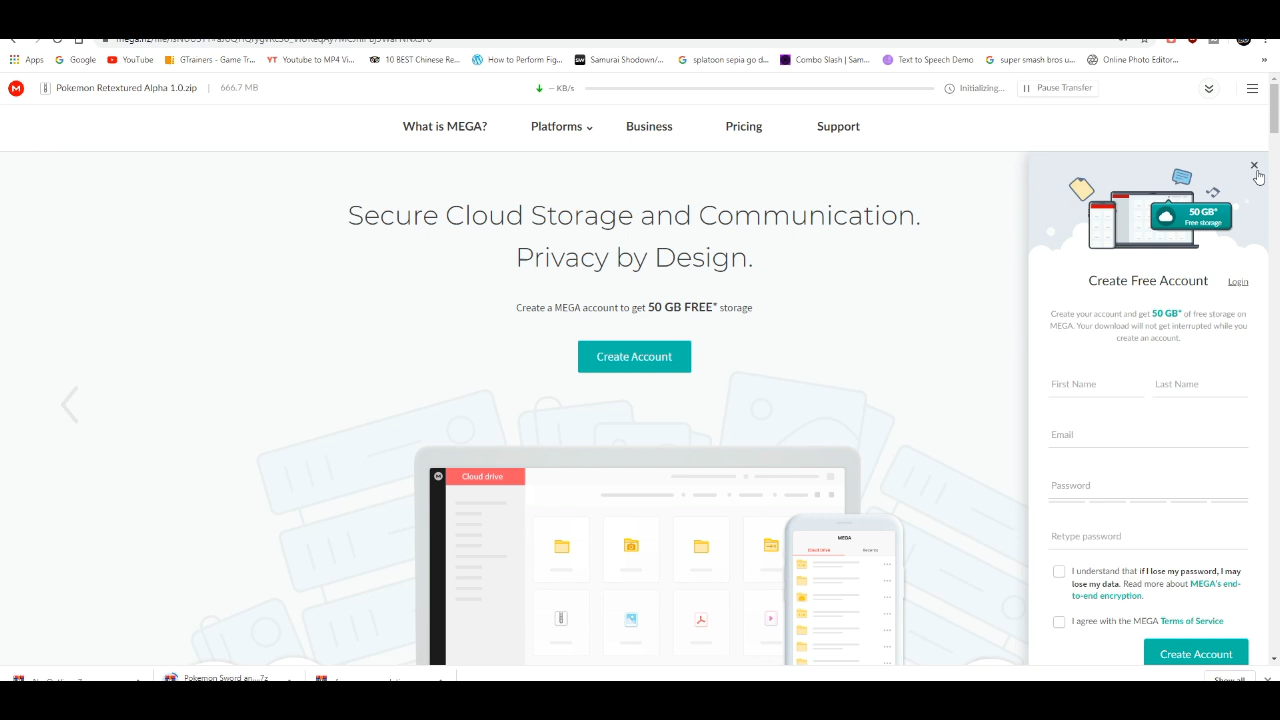 Apps Google YouTube GTrainers - Game Tr... Youtube to MP4 Vi... 10 BEST Chinese Re... How to Perform Fig... Samurai Shodown/... splatoon sepia go d... Combo Slash | Sam... Text to Speech Demo super smash bros u... Online Photo Editor... »
M Pokemon Retextured Alpha 1.0.zip | 666.7 MB — KB/s Initializing... Pause Transfer
What is MEGA? Platforms Business Pricing Support
Secure Cloud Storage and Communication.
Privacy by Design.
Create a MEGA account to get 50 GB FREE* storage
Create Account
Cloud drive
MEGA
Cloud Drive Recents
50 GB*
Free storage
Create Free Account Login
Create your account and get 50 GB* of free storage on
MEGA. Your download will not get interrupted while you
create an account.
First Name Last Name
Email
Password
Retype password
I understand that if I lose my password, I may
lose my data. Read more about MEGA's end-
to-end encryption.
I agree with the MEGA Terms of Service
Create Account
Pokemon Sword an....7z
Show all